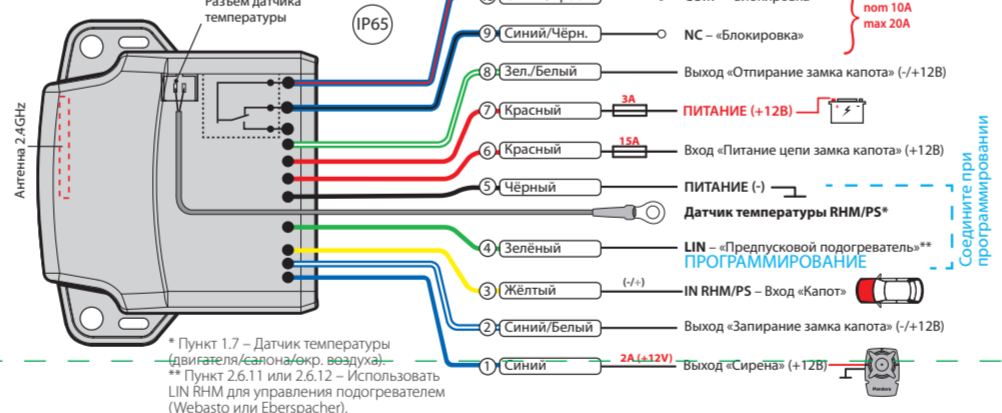 Разъем датчика
температуры
IP65
Антенна 2.4GHz
nom 10A
max 20A
9 Синий/Чёрн. NC – «Блокировка»
8 Зел./Белый Выход «Отпирание замка капота» (-/+12В)
7 Красный 3А ПИТАНИЕ (+12В)
6 Красный 15А Вход «Питание цепи замка капота» (+12В)
5 Чёрный ПИТАНИЕ (-)
Датчик температуры RHM/PS*
4 Зелёный LIN – «Предпусковой подогреватель»**
ПРОГРАММИРОВАНИЕ
Соедините при
программировании
3 Жёлтый (-/+) IN RHM/PS – Вход «Капот»
2 Синий/Белый Выход «Запирание замка капота» (-/+12В)
1 Синий 2А (+12V) Выход «Сирена» (+12В)
Pandora
* Пункт 1.7 – Датчик температуры
(двигателя/салона/окр. воздуха).
** Пункт 2.6.11 или 2.6.12 – Использовать
LIN RHM для управления подогревателем
(Webasto или Eberspacher).